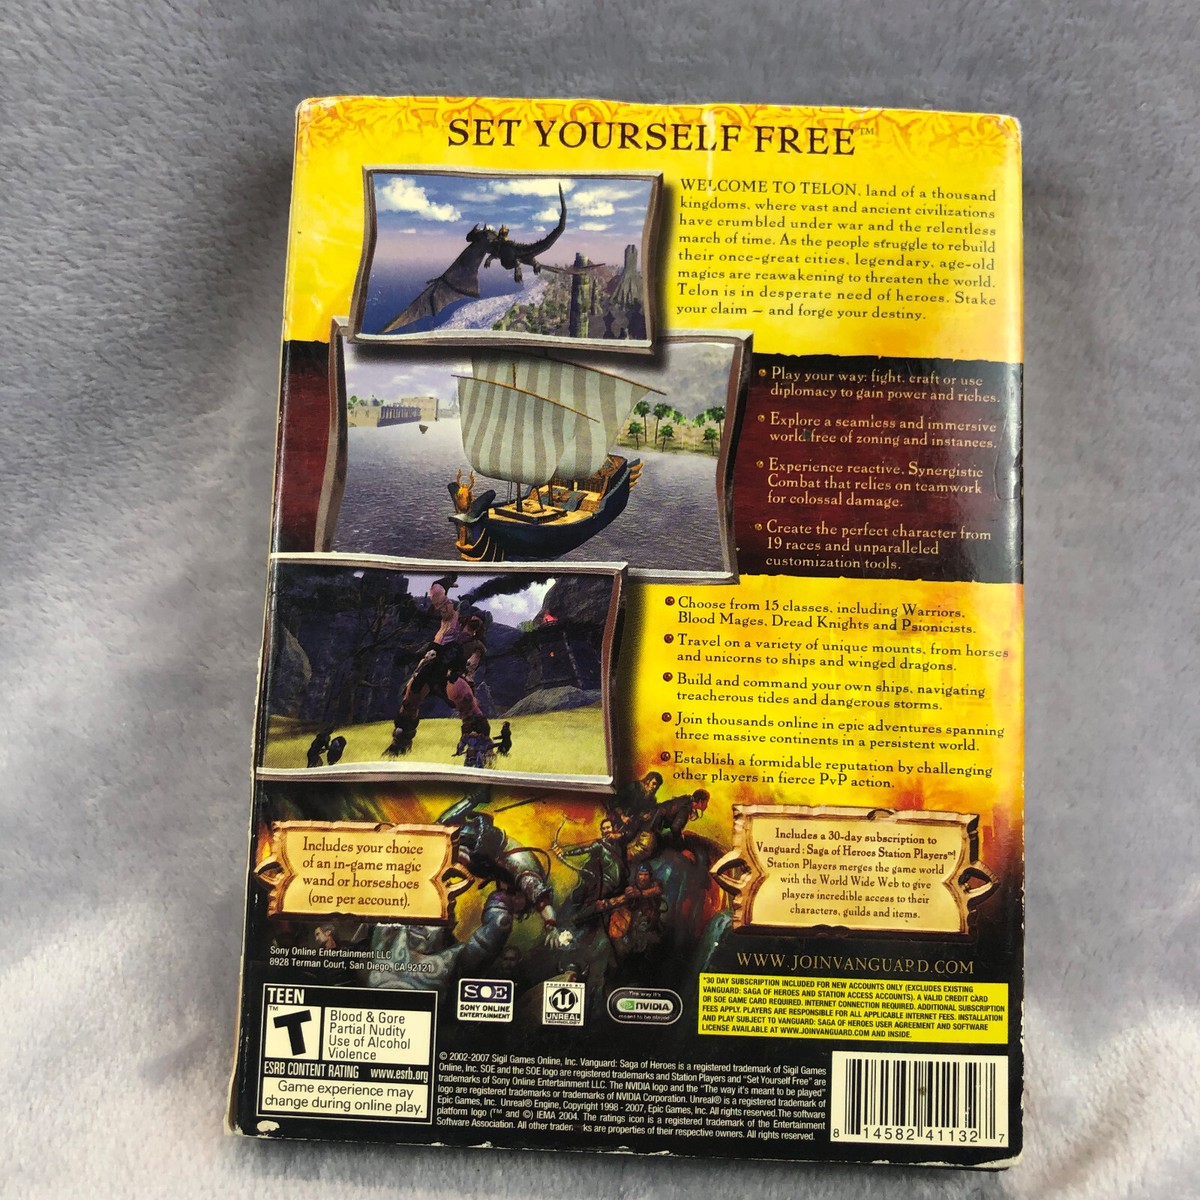 SET YOURSELF FREE™
WELCOME TO TELON, land of a thousand
kingdoms, where vast and ancient civilizations
have crumbled under war and the relentless
march of time. As the people struggle to rebuild
their once-great cities, legendary, age-old
magics are reawakening to threaten the world.
Telon is in desperate need of heroes. Stake
your claim – and forge your destiny.
Play your way: fight, craft or use
diplomacy to gain power and riches.
Explore a seamless and immersive
world free of zoning and instances.
Experience reactive, Synergistic
Combat that relies on teamwork
for colossal damage.
Create the perfect character from
19 races and unparalleled
customization tools.
Choose from 15 classes, including Warriors,
Blood Mages, Dread Knights and Psionicists.
Travel on a variety of unique mounts, from horses
and unicorns to ships and winged dragons.
Build and command your own ships, navigating
treacherous tides and dangerous storms.
Join thousands online in epic adventures spanning
three massive continents in a persistent world.
Establish a formidable reputation by challenging
other players in fierce PvP action.
Includes your choice
of an in-game magic
wand or horseshoes
(one per account).
Includes a 30-day subscription to
Vanguard: Saga of Heroes Station Players™!
Station Players merges the game world
with the World Wide Web to give
players incredible access to their
characters, guilds and items.
Sony Online Entertainment LLC
8928 Terman Court, San Diego, CA 92121
WWW.JOINVANGUARD.COM
*30 DAY SUBSCRIPTION INCLUDED FOR NEW ACCOUNTS ONLY (EXCLUDES EXISTING
VANGUARD: SAGA OF HEROES AND STATION ACCESS ACCOUNTS). A VALID CREDIT CARD
OR SOE GAME CARD REQUIRED. INTERNET CONNECTION REQUIRED. ADDITIONAL SUBSCRIPTION
FEES APPLY. PLAYERS ARE RESPONSIBLE FOR ALL APPLICABLE INTERNET FEES. INSTALLATION
AND PLAY SUBJECT TO VANGUARD: SAGA OF HEROES USER AGREEMENT AND SOFTWARE
LICENSE AVAILABLE AT WWW.JOINVANGUARD.COM AND INSIDE.
TEEN
T™
Blood & Gore
Partial Nudity
Use of Alcohol
Violence
ESRB CONTENT RATING www.esrb.org
Game experience may
change during online play.
SOE
SONY ONLINE
ENTERTAINMENT
POWERED BY
UNREAL
TECHNOLOGY
The way it's
NVIDIA
meant to be played
© 2002-2007 Sigil Games Online, Inc. Vanguard: Saga of Heroes is a registered trademark of Sigil Games
Online, Inc. SOE and the SOE logo are registered trademarks and Station Players and "Set Yourself Free" are
trademarks of Sony Online Entertainment LLC. The NVIDIA logo and the "The way it's meant to be played"
logo are registered trademarks or trademarks of NVIDIA Corporation. Unreal® is a registered trademark of
Epic Games, Inc. Unreal® Engine, Copyright 1998 - 2007, Epic Games, Inc. All rights reserved. The software
platform logo (™ and ©) IEMA 2004. The ratings icon is a registered trademark of the Entertainment
Software Association. All other trader ks are properties of their respective owners. All rights reserved.
8 14582 41132 7